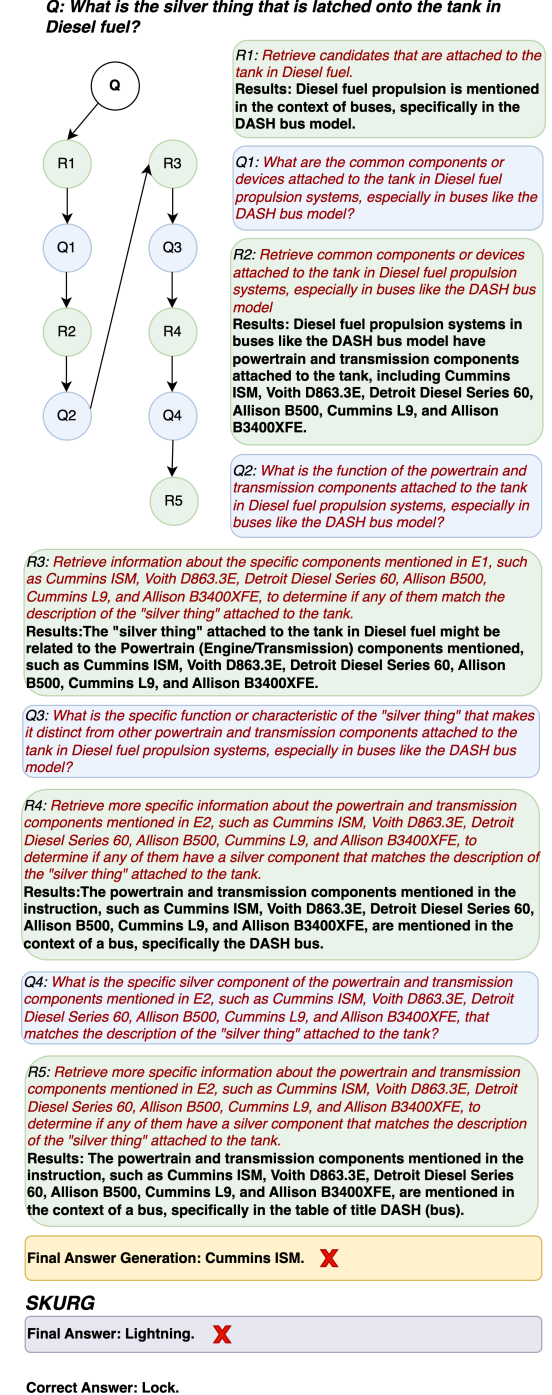 Q: What is the silver thing that is latched onto the tank in
Diesel fuel?
Q
R1
Q1
R2
Q2
R3
Q3
R4
Q4
R5
R1: Retrieve candidates that are attached to the
tank in Diesel fuel.
Results: Diesel fuel propulsion is mentioned
in the context of buses, specifically in the
DASH bus model.
Q1: What are the common components or
devices attached to the tank in Diesel fuel
propulsion systems, especially in buses like the
DASH bus model?
R2: Retrieve common components or devices
attached to the tank in Diesel fuel propulsion
systems, especially in buses like the DASH bus
model
Results: Diesel fuel propulsion systems in
buses like the DASH bus model have
powertrain and transmission components
attached to the tank, including Cummins
ISM, Voith D863.3E, Detroit Diesel Series 60,
Allison B500, Cummins L9, and Allison
B3400XFE.
Q2: What is the function of the powertrain and
transmission components attached to the tank
in Diesel fuel propulsion systems, especially in
buses like the DASH bus model?
R3: Retrieve information about the specific components mentioned in E1, such
as Cummins ISM, Voith D863.3E, Detroit Diesel Series 60, Allison B500,
Cummins L9, and Allison B3400XFE, to determine if any of them match the
description of the "silver thing" attached to the tank.
Results:The "silver thing" attached to the tank in Diesel fuel might be
related to the Powertrain (Engine/Transmission) components mentioned,
such as Cummins ISM, Voith D863.3E, Detroit Diesel Series 60, Allison
B500, Cummins L9, and Allison B3400XFE.
Q3: What is the specific function or characteristic of the "silver thing" that makes
it distinct from other powertrain and transmission components attached to the
tank in Diesel fuel propulsion systems, especially in buses like the DASH bus
model?
R4: Retrieve more specific information about the powertrain and transmission
components mentioned in E2, such as Cummins ISM, Voith D863.3E, Detroit
Diesel Series 60, Allison B500, Cummins L9, and Allison B3400XFE, to
determine if any of them have a silver component that matches the description of
the "silver thing" attached to the tank.
Results:The powertrain and transmission components mentioned in the
instruction, such as Cummins ISM, Voith D863.3E, Detroit Diesel Series 60,
Allison B500, Cummins L9, and Allison B3400XFE, are mentioned in the
context of a bus, specifically the DASH bus.
Q4: What is the specific silver component of the powertrain and transmission
components mentioned in E2, such as Cummins ISM, Voith D863.3E, Detroit
Diesel Series 60, Allison B500, Cummins L9, and Allison B3400XFE, that
matches the description of the "silver thing" attached to the tank?
R5: Retrieve more specific information about the powertrain and transmission
components mentioned in E2, such as Cummins ISM, Voith D863.3E, Detroit
Diesel Series 60, Allison B500, Cummins L9, and Allison B3400XFE, to
determine if any of them have a silver component that matches the description
of the "silver thing" attached to the tank.
Results: The powertrain and transmission components mentioned in the
instruction, such as Cummins ISM, Voith D863.3E, Detroit Diesel Series
60, Allison B500, Cummins L9, and Allison B3400XFE, are mentioned in
the context of a bus, specifically in the table of title DASH (bus).
Final Answer Generation: Cummins ISM.
SKURG
Final Answer: Lightning.
Correct Answer: Lock.